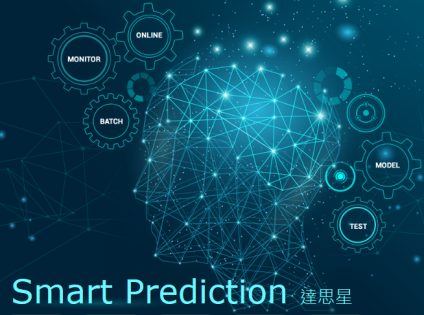 ONLINE
MONITOR
BATCH
MODEL
TEST
Smart Prediction 達思星